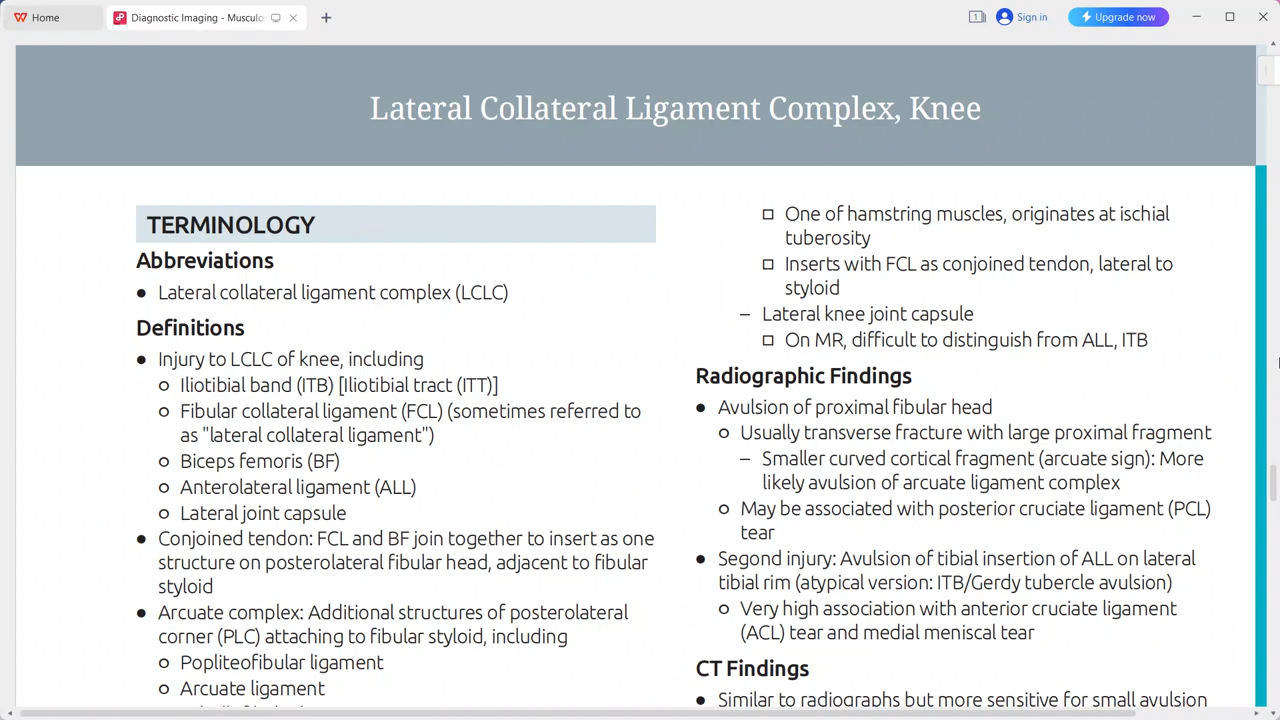 Home
Diagnostic Imaging - Musculos
1
Sign in
Upgrade now
Lateral Collateral Ligament Complex, Knee
TERMINOLOGY
Abbreviations
● Lateral collateral ligament complex (LCLC)
Definitions
● Injury to LCLC of knee, including
○ Iliotibial band (ITB) [Iliotibial tract (ITT)]
○ Fibular collateral ligament (FCL) (sometimes referred to
as "lateral collateral ligament")
○ Biceps femoris (BF)
○ Anterolateral ligament (ALL)
○ Lateral joint capsule
● Conjoined tendon: FCL and BF join together to insert as one
structure on posterolateral fibular head, adjacent to fibular
styloid
● Arcuate complex: Additional structures of posterolateral
corner (PLC) attaching to fibular styloid, including
○ Popliteofibular ligament
○ Arcuate ligament
□ One of hamstring muscles, originates at ischial
tuberosity
□ Inserts with FCL as conjoined tendon, lateral to
styloid
– Lateral knee joint capsule
□ On MR, difficult to distinguish from ALL, ITB
Radiographic Findings
● Avulsion of proximal fibular head
○ Usually transverse fracture with large proximal fragment
– Smaller curved cortical fragment (arcuate sign): More
likely avulsion of arcuate ligament complex
○ May be associated with posterior cruciate ligament (PCL)
tear
● Segond injury: Avulsion of tibial insertion of ALL on lateral
tibial rim (atypical version: ITB/Gerdy tubercle avulsion)
○ Very high association with anterior cruciate ligament
(ACL) tear and medial meniscal tear
CT Findings
● Similar to radiographs but more sensitive for small avulsion